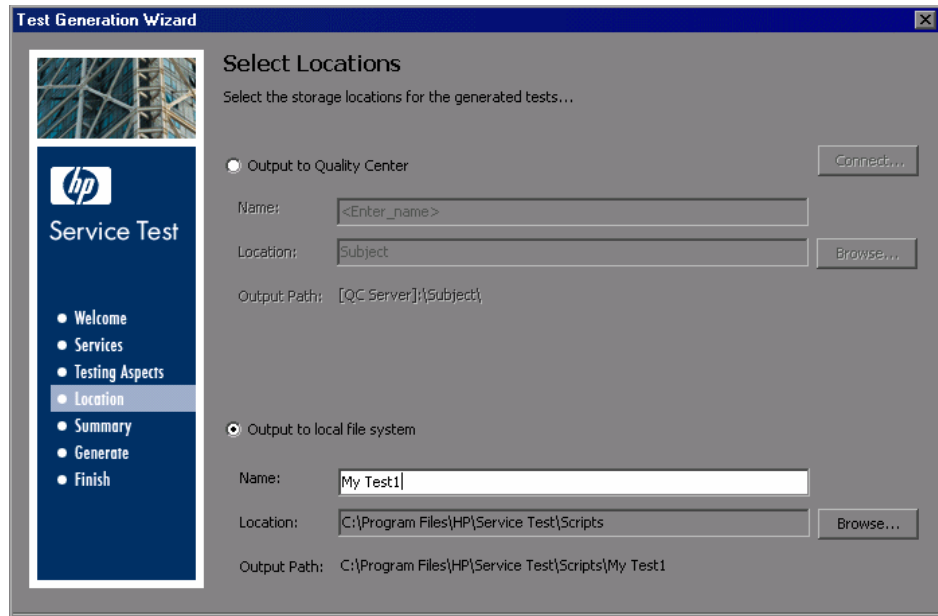 Test Generation Wizard
Select Locations
Select the storage locations for the generated tests...
hp
Service Test
Welcome
Services
Testing Aspects
Location
Summary
Generate
Finish
Output to Quality Center
Connect...
Name:
<Enter_name>
Location:
Subject
Browse...
Output Path:
[QC Server]:\Subject\
Output to local file system
Name:
My Test1
Location:
C:\Program Files\HP\Service Test\Scripts
Browse...
Output Path:
C:\Program Files\HP\Service Test\Scripts\My Test1